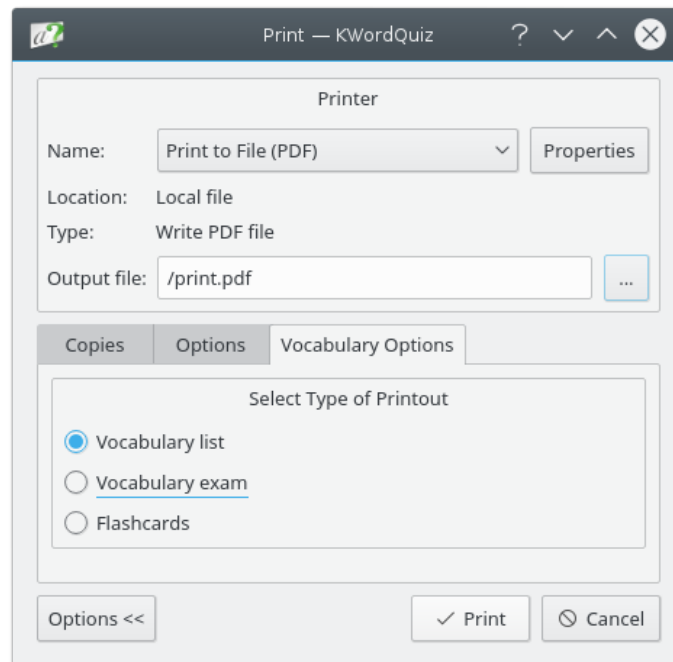 Print — KWordQuiz
Printer
Name: Print to File (PDF) Properties
Location: Local file
Type: Write PDF file
Output file: /print.pdf ...
Copies Options Vocabulary Options
Select Type of Printout
Vocabulary list
Vocabulary exam
Flashcards
Options << Print Cancel